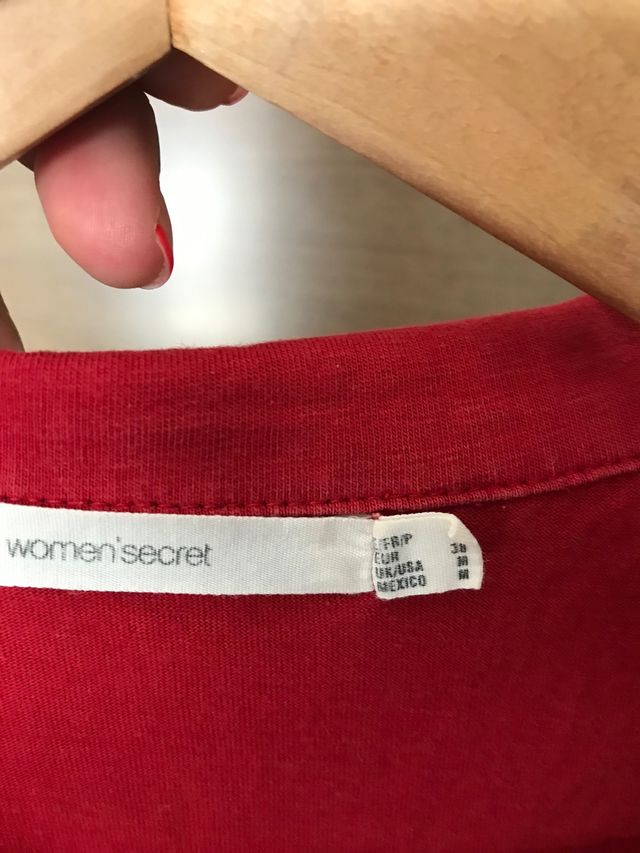 women'secret
E/FR/P 38
EUR M
UK/USA M
MEXICO